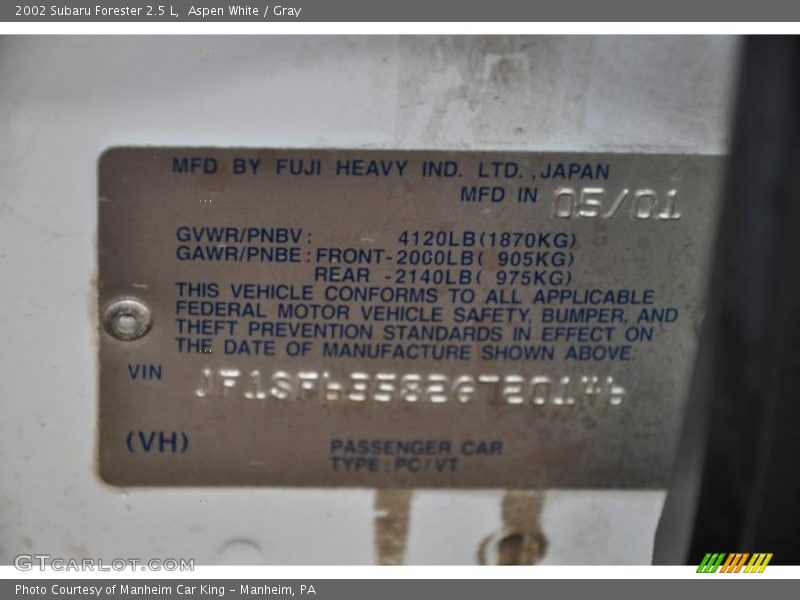 2002 Subaru Forester 2.5 L, Aspen White / Gray
MFD BY FUJI HEAVY IND. LTD., JAPAN
MFD IN 05/01
GVWR/PNBV: 4120LB(1870KG)
GAWR/PNBE: FRONT-2000LB( 905KG)
REAR -2140LB( 975KG)
THIS VEHICLE CONFORMS TO ALL APPLICABLE
FEDERAL MOTOR VEHICLE SAFETY, BUMPER, AND
THEFT PREVENTION STANDARDS IN EFFECT ON
THE DATE OF MANUFACTURE SHOWN ABOVE.
VIN JF1SF63582G720146
(VH) PASSENGER CAR
TYPE: PC/VT
GTCARLOT.COM
Photo Courtesy of Manheim Car King - Manheim, PA